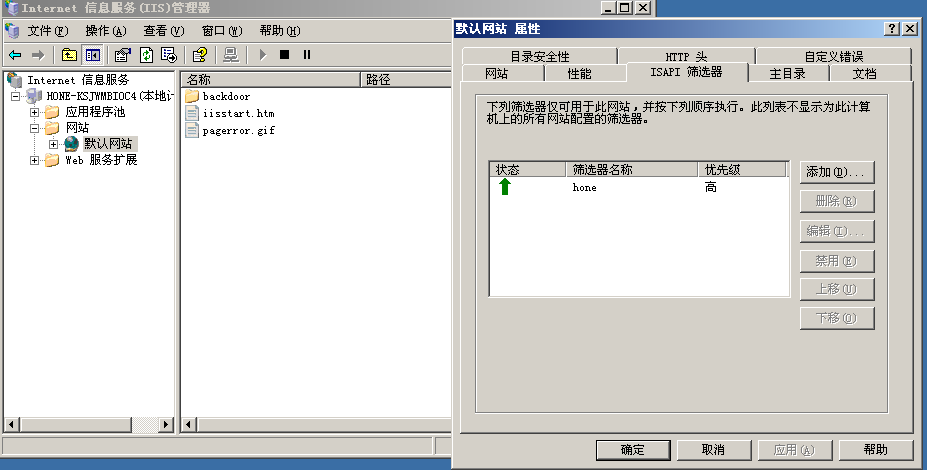 Internet 信息服务(IIS)管理器
文件(F) 操作(A) 查看(V) 窗口(W) 帮助(H)
Internet 信息服务
HONE-KSJWMBIOC4(本地计
应用程序池
网站
默认网站
Web 服务扩展
名称 路径
backdoor
iisstart.htm
pagerror.gif
默认网站 属性
目录安全性 HTTP 头 自定义错误
网站 性能 ISAPI 筛选器 主目录 文档
下列筛选器仅可用于此网站，并按下列顺序执行。此列表不显示为此计算
机上的所有网站配置的筛选器。
状态 筛选器名称 优先级
hone 高
添加(D)...
删除(R)
编辑(I)...
禁用(E)
上移(U)
下移(O)
确定 取消 应用(A) 帮助